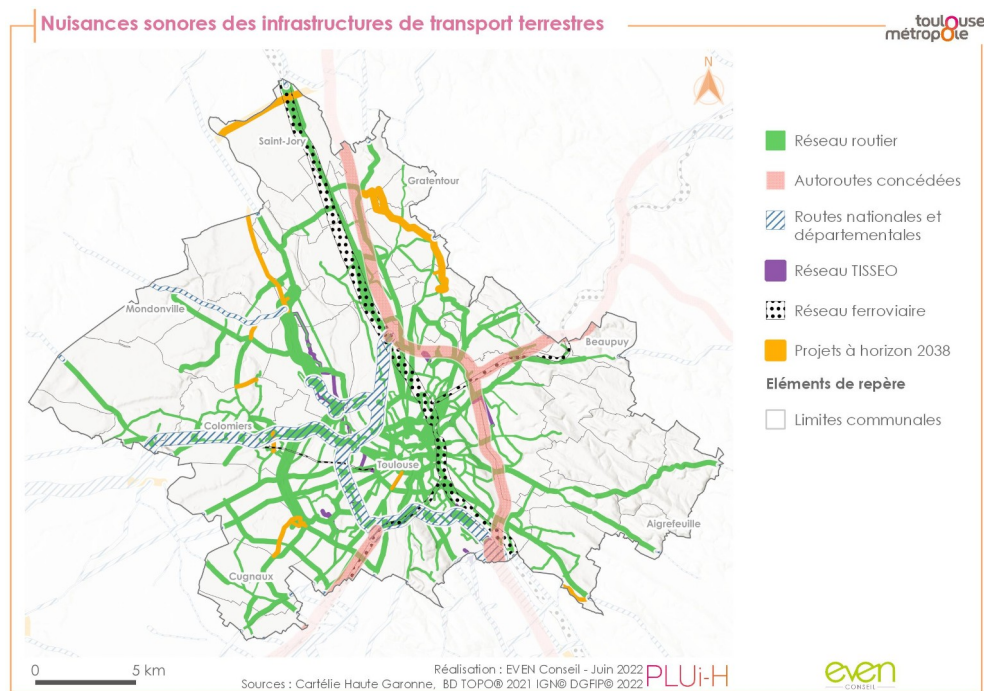 Nuisances sonores des infrastructures de transport terrestres
toulouse
métropole
N
Saint-Jory
Gratentour
Mondonville
Beaupuy
Colomiers
Toulouse
Aigrefeuille
Cugnaux
Réseau routier
Autoroutes concédées
Routes nationales et
départementales
Réseau TISSEO
Réseau ferroviaire
Projets à horizon 2038
Eléments de repère
Limites communales
0 5 km
Réalisation : EVEN Conseil - Juin 2022
Sources : Cartélie Haute Garonne, BD TOPO® 2021 IGN® DGFIP© 2022
PLUi-H
even
CONSEIL